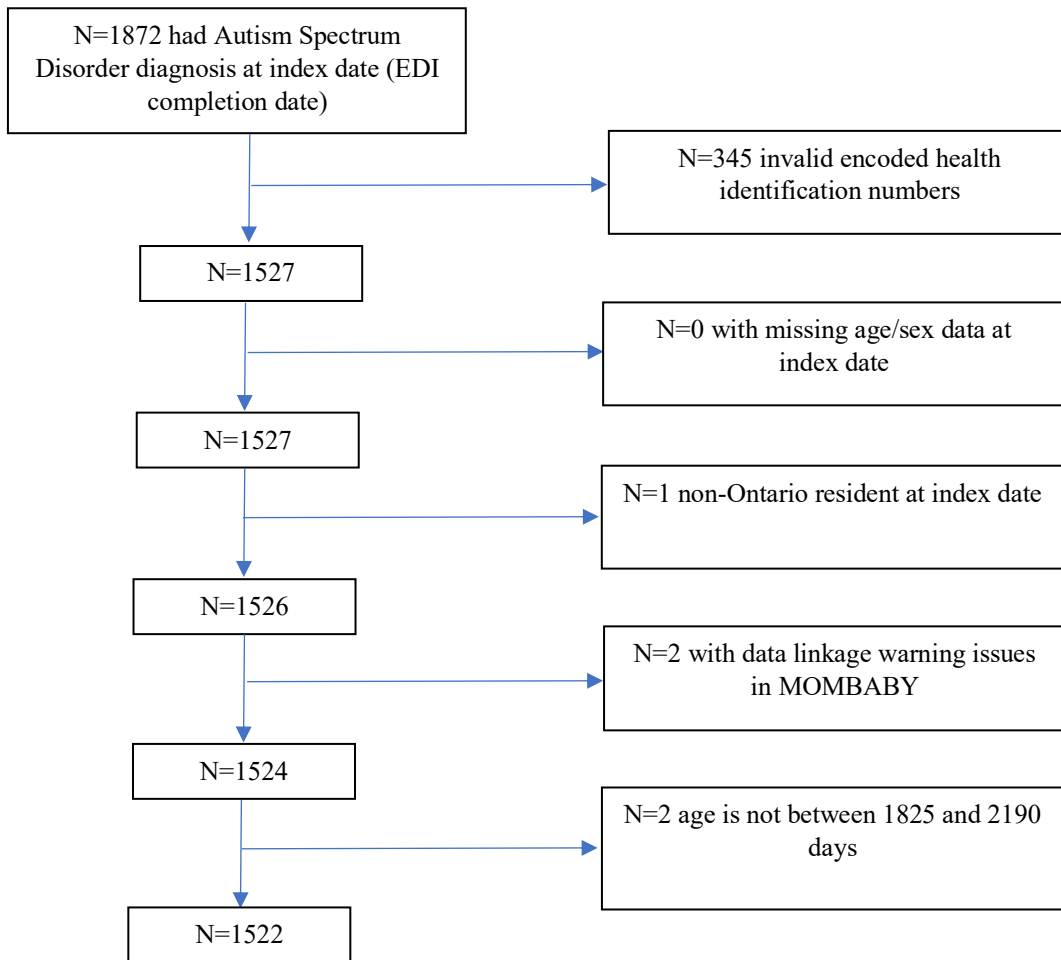 N=1872 had Autism Spectrum
Disorder diagnosis at index date (EDI
completion date)
N=345 invalid encoded health
identification numbers
N=1527
N=0 with missing age/sex data at
index date
N=1527
N=1 non-Ontario resident at index date
N=1526
N=2 with data linkage warning issues
in MOMBABY
N=1524
N=2 age is not between 1825 and 2190
days
N=1522